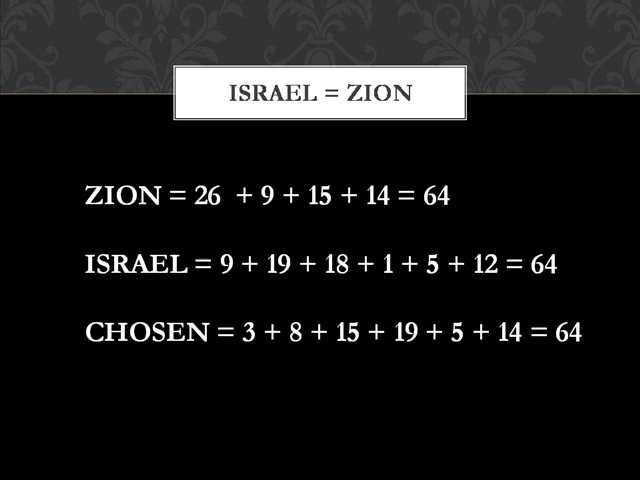 ISRAEL = ZION
ZION = 26 + 9 + 15 + 14 = 64
ISRAEL = 9 + 19 + 18 + 1 + 5 + 12 = 64
CHOSEN = 3 + 8 + 15 + 19 + 5 + 14 = 64